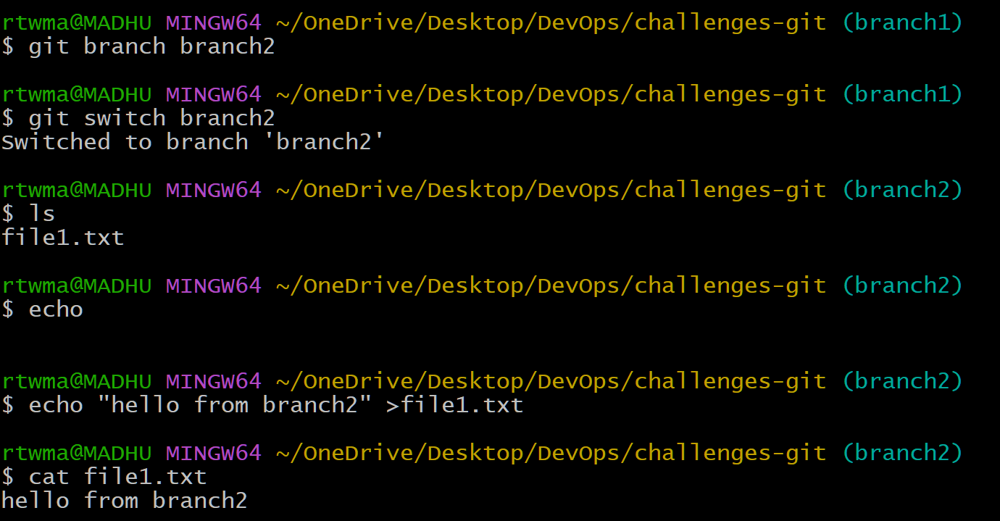 rtwma@MADHU MINGW64 ~/OneDrive/Desktop/DevOps/challenges-git (branch1)
$ git branch branch2
rtwma@MADHU MINGW64 ~/OneDrive/Desktop/DevOps/challenges-git (branch1)
$ git switch branch2
Switched to branch 'branch2'
rtwma@MADHU MINGW64 ~/OneDrive/Desktop/DevOps/challenges-git (branch2)
$ ls
file1.txt
rtwma@MADHU MINGW64 ~/OneDrive/Desktop/DevOps/challenges-git (branch2)
$ echo
rtwma@MADHU MINGW64 ~/OneDrive/Desktop/DevOps/challenges-git (branch2)
$ echo "hello from branch2" >file1.txt
rtwma@MADHU MINGW64 ~/OneDrive/Desktop/DevOps/challenges-git (branch2)
$ cat file1.txt
hello from branch2